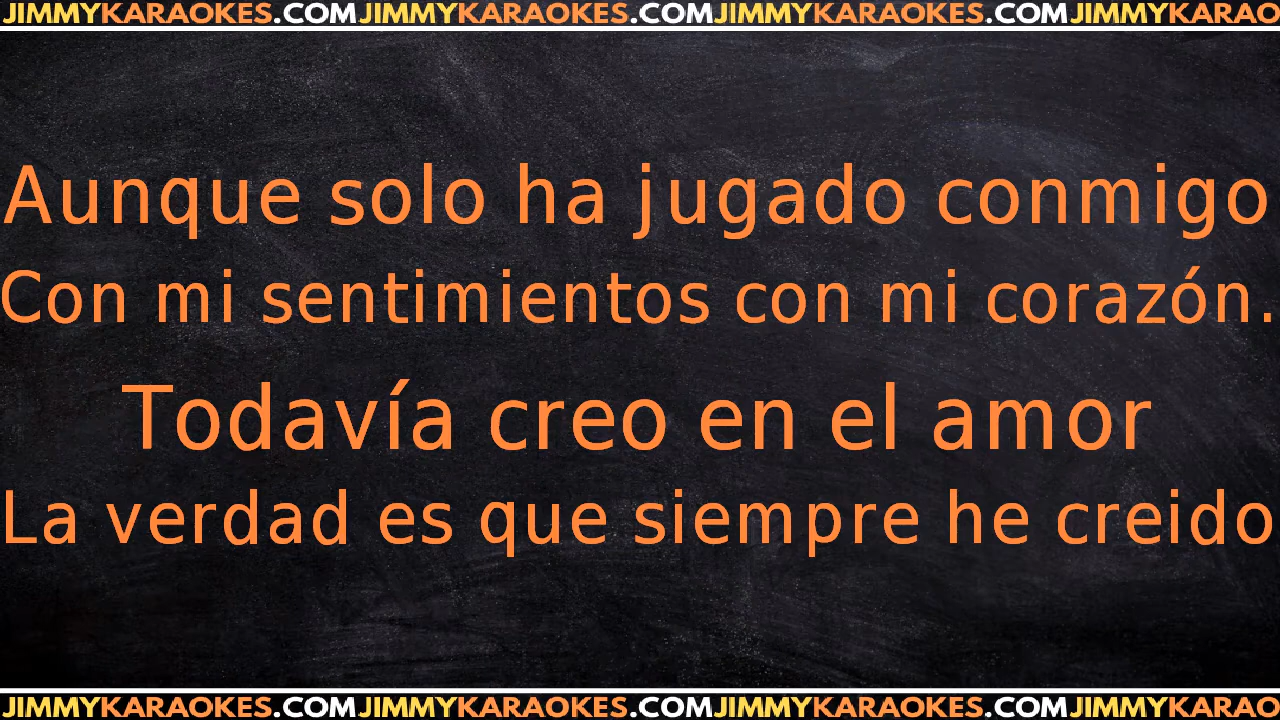 JIMMYKARAOKES.COMJIMMYKARAOKES.COMJIMMYKARAOKES.COMJIMMYKARAO
Aunque solo ha jugado conmigo
Con mi sentimientos con mi corazón.
Todavía creo en el amor
La verdad es que siempre he creido
JIMMYKARAOKES.COMJIMMYKARAOKES.COMJIMMYKARAOKES.COMJIMMYKARAO